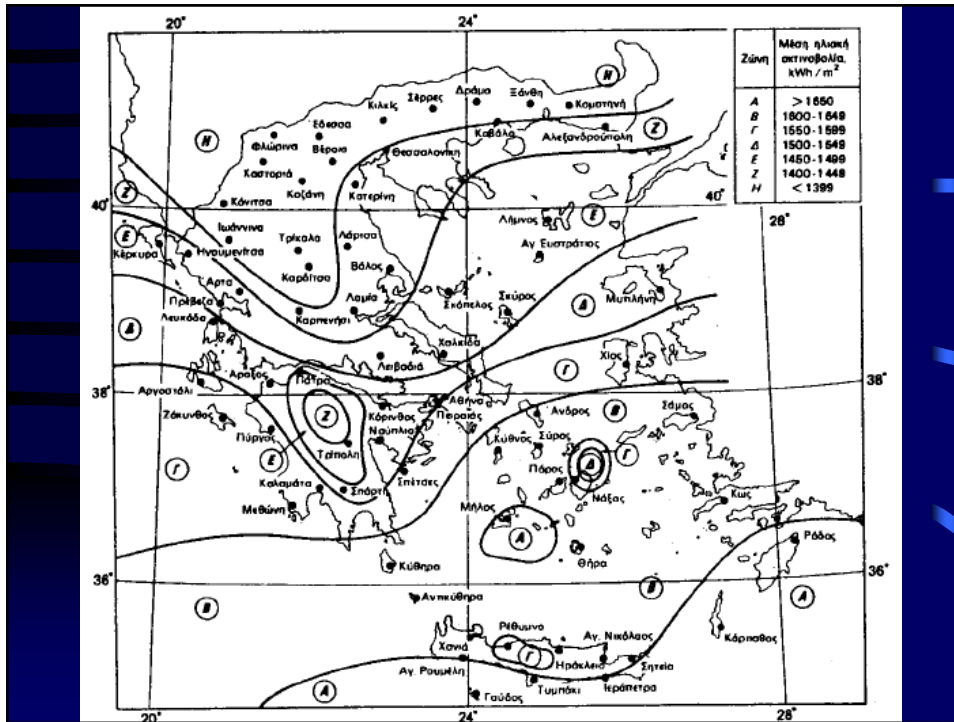 20°
24°
Ζώνη
Μέση ηλιακή
ακτινοβολία,
kWh / m²
A >1650
B 1600-1649
Γ 1550-1599
Δ 1500-1549
E 1450-1499
Z 1400-1449
H <1399
H
Δράμα
Ξάνθη
Σέρρες
Κομοτηνή
Κιλκίς
Έδεσσα
Καβάλα
Αλεξανδρούπολη
Z
H
Φλώρινα
Βέροια
Θεσσαλονίκη
Καστοριά
Κοζάνη
Κατερίνη
Z
Κόνιτσα
40°
40°
Λήμνος
E
28°
E
Ιωάννινα
Τρίκαλα
Λάρισα
Αγ Ευστράτιος
Κέρκυρα
Ηγουμενίτσα
Καρδίτσα
Βόλος
Άρτα
Λαμία
Σκόπελος
Σκύρος
Δ
Μυτιλήνη
Πρέβεζα
Λευκάδα
Καρπενήσι
Δ
Χαλκίδα
Λειβαδιά
Γ
Χίος
Άραξος
Πάτρα
38°
38°
Αργοστόλι
Αθήνα
B
Ζάκυνθος
Z
Κόρινθος
Πειραιάς
Άνδρος
Σάμος
Ναύπλιο
Πύργος
Κύθνος
Σύρος
Γ
Τρίπολη
Δ
Γ
E
Πάρος
Σπέτσες
Νάξος
Καλαμάτα
Σπάρτη
Κως
Μεθώνη
Μήλος
A
Ρόδος
Θήρα
36°
Κύθηρα
36°
B
A
B
Αντικύθηρα
Ρέθυμνο
Αγ. Νικόλαος
Κάρπαθος
Χανιά
Γ
Αγ. Ρουμέλη
Ηράκλειο
Σητεία
A
Τυμπάκι
Ιεράπετρα
Γαύδος
20°
24°
28°